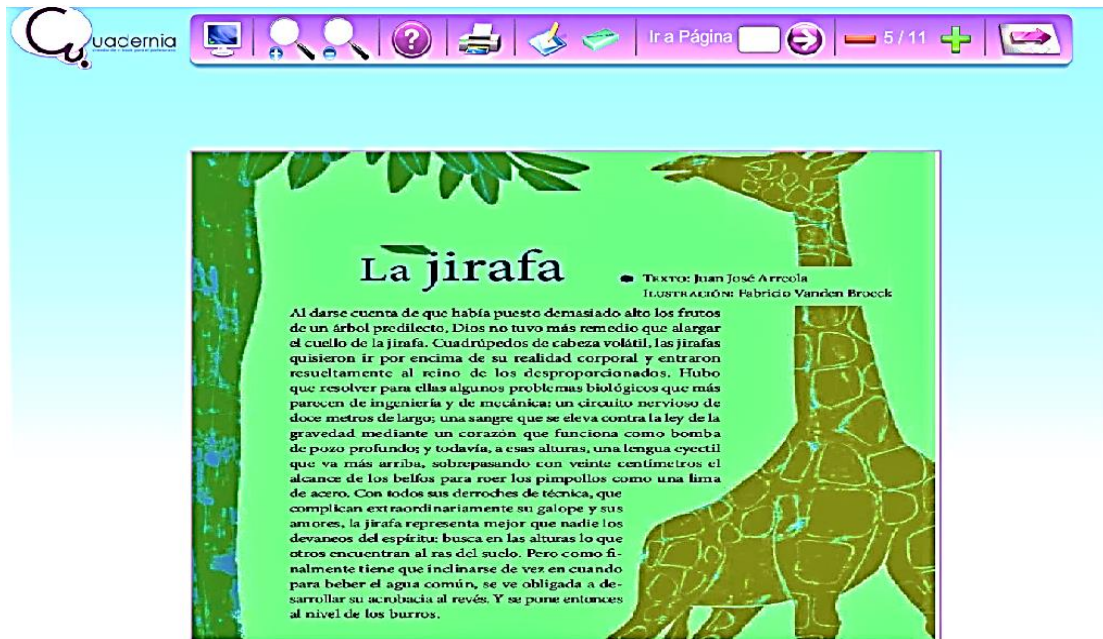 Cuadernia
Ir a Página
5 / 11
La jirafa
TEXTO: Juan José Arreola
ILUSTRACIÓN: Fabricio Vanden Broeck
Al darse cuenta de que había puesto demasiado alto los frutos
de un árbol predilecto, Dios no tuvo más remedio que alargar
el cuello de la jirafa. Cuadrúpedos de cabeza volátil, las jirafas
quisieron ir por encima de su realidad corporal y entraron
resueltamente al reino de los desproporcionados. Hubo
que resolver para ellas algunos problemas biológicos que más
parecen de ingeniería y de mecánica: un circuito nervioso de
doce metros de largo; una sangre que se eleva contra la ley de la
gravedad mediante un corazón que funciona como bomba
de pozo profundo; y todavía, a esas alturas, una lengua eyectil
que va más arriba, sobrepasando con veinte centímetros el
alcance de los belfos para roer los pimpollos como una lima
de acero. Con todos sus derroches de técnica, que
complican extraordinariamente su galope y sus
amores, la jirafa representa mejor que nadie los
devaneos del espíritu: busca en las alturas lo que
otros encuentran al ras del suelo. Pero como fi-
nalmente tiene que inclinarse de vez en cuando
para beber el agua común, se ve obligada a de-
sarrollar su acrobacia al revés. Y se pone entonces
al nivel de los burros.